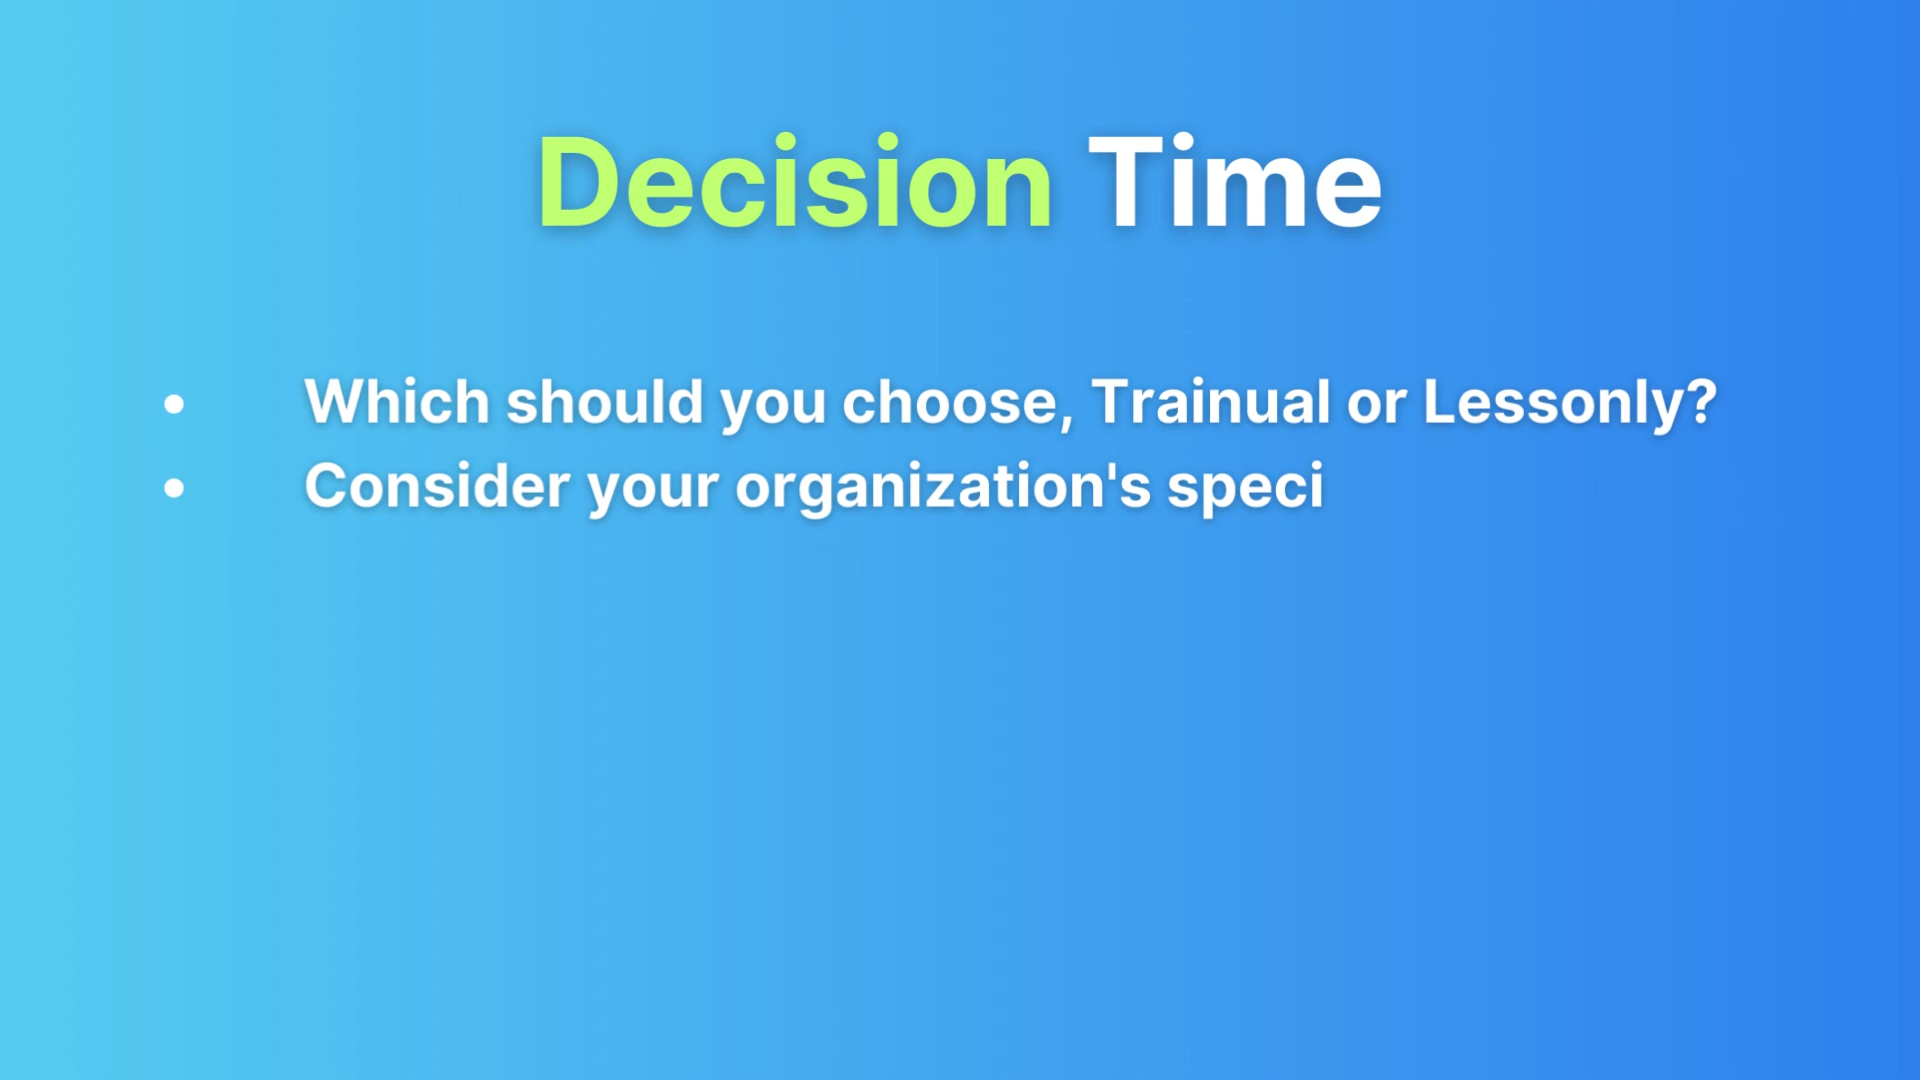 Decision Time
• Which should you choose, Trainual or Lessonly?
• Consider your organization's speci